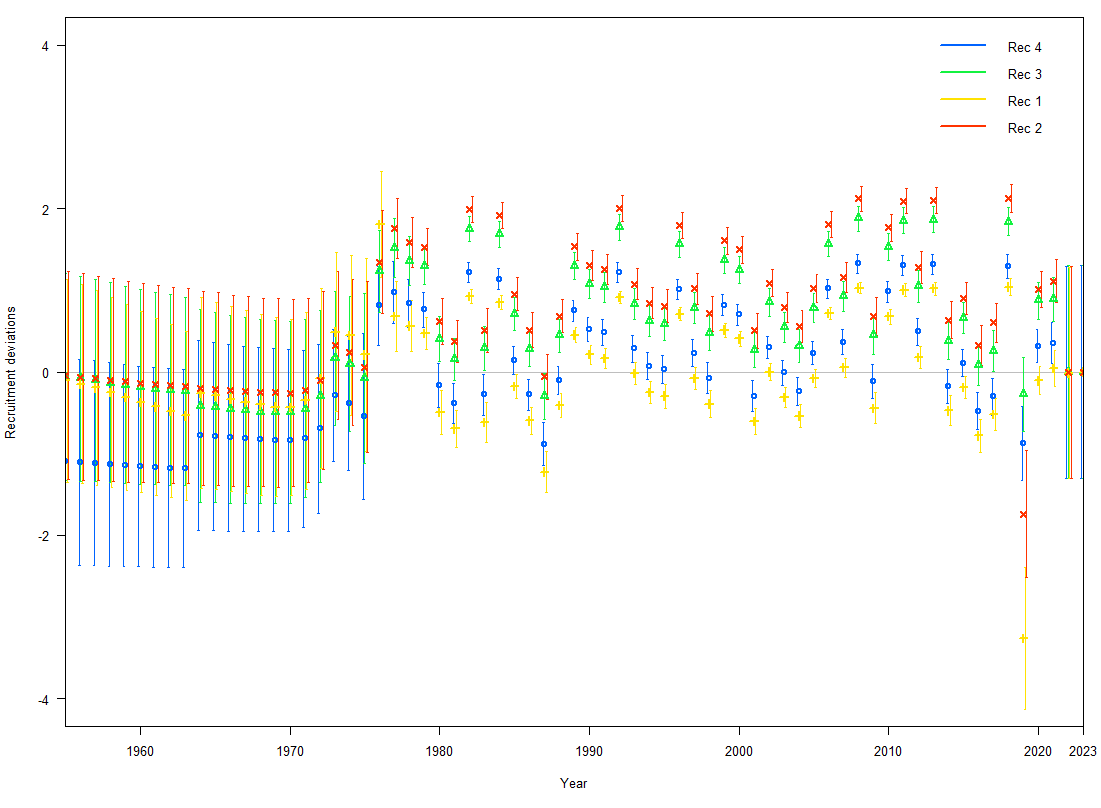 4
2
0
-2
-4
Recruitment deviations
Rec 4
Rec 3
Rec 1
Rec 2
1960 1970 1980 1990 2000 2010 2020 2023
Year